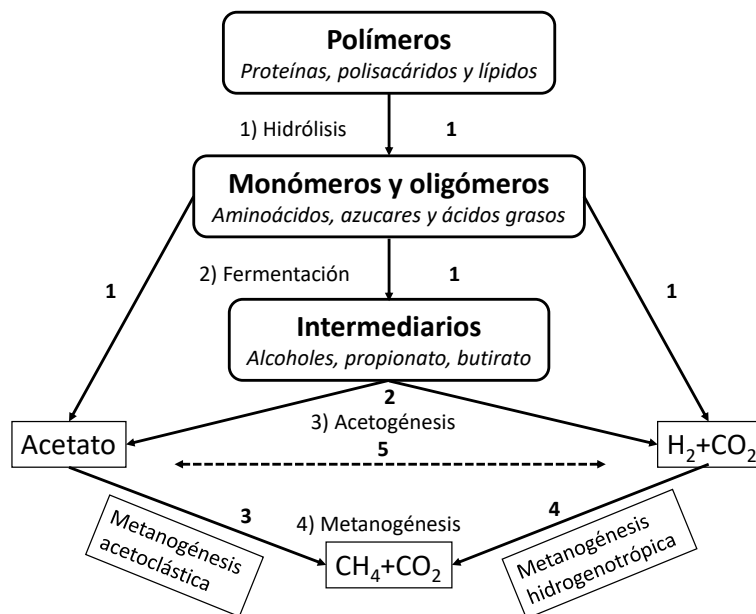 Polímeros
Proteínas, polisacáridos y lípidos
1) Hidrólisis 1
Monómeros y oligómeros
Aminoácidos, azucares y ácidos grasos
1
2) Fermentación 1
1
Intermediarios
Alcoholes, propionato, butirato
2
3) Acetogénesis
Acetato
5
H₂+CO₂
3
4) Metanogénesis
4
Metanogénesis
acetoclástica
CH₄+CO₂
Metanogénesis
hidrogenotrópica